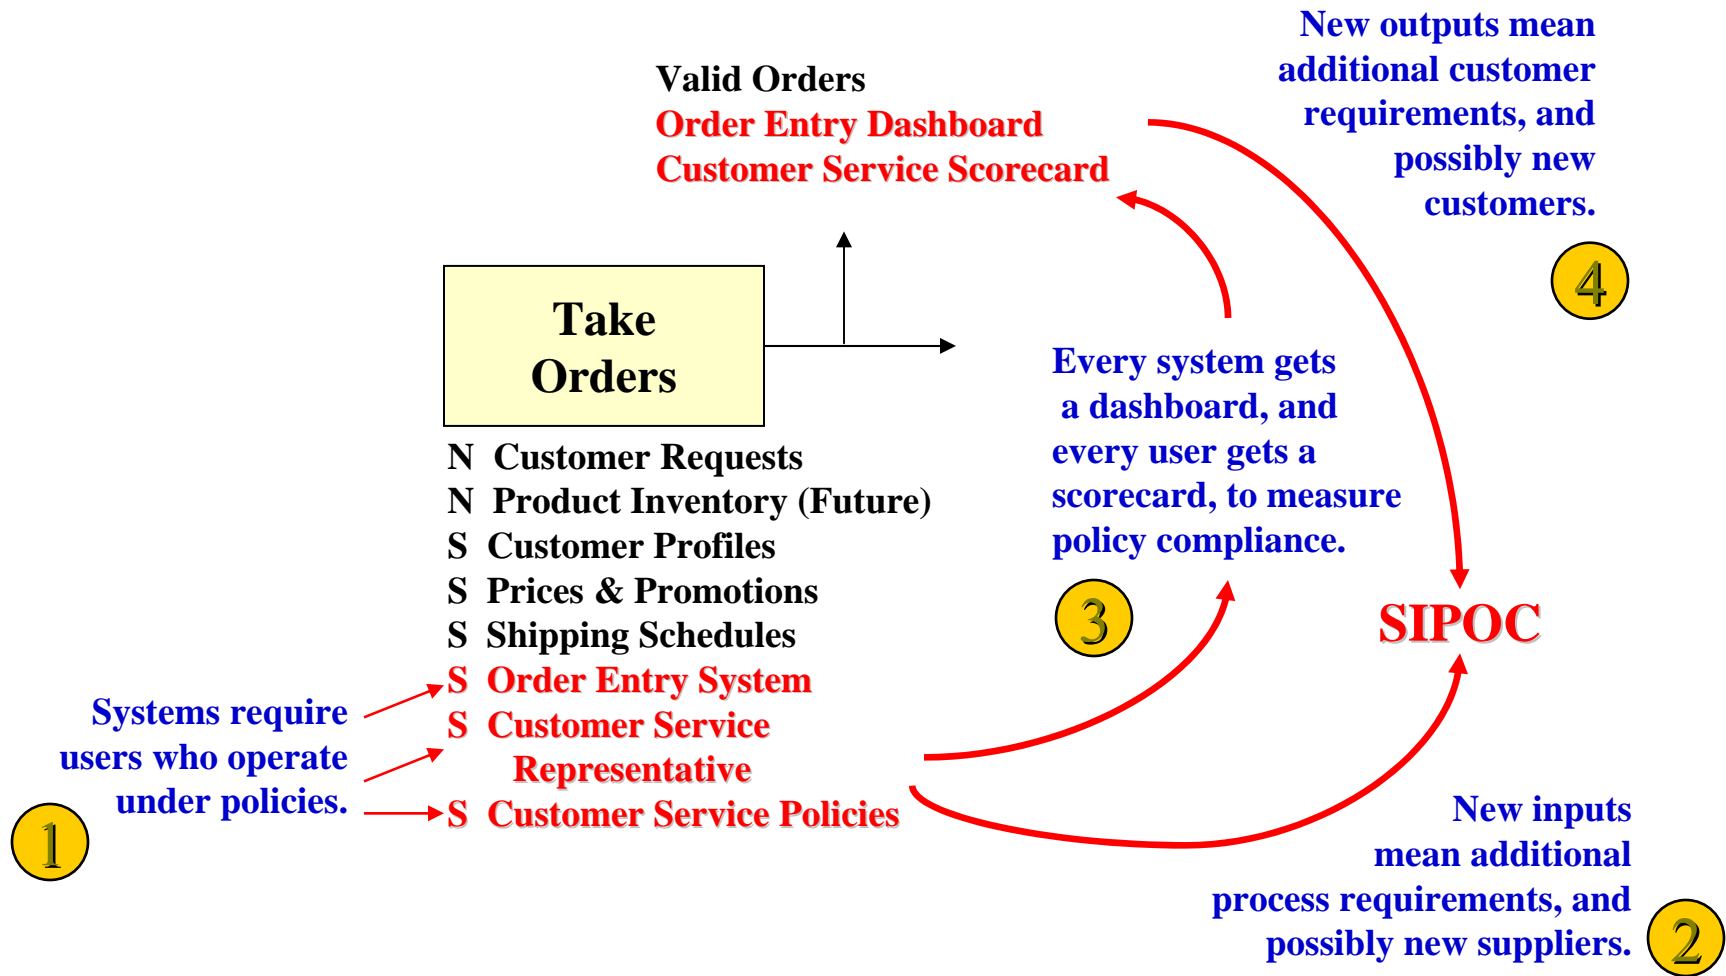 New outputs mean
additional customer
requirements, and
possibly new
customers.
4
Valid Orders
Order Entry Dashboard
Customer Service Scorecard
Take
Orders
N Customer Requests
N Product Inventory (Future)
S Customer Profiles
S Prices & Promotions
S Shipping Schedules
S Order Entry System
S Customer Service
Representative
S Customer Service Policies
Every system gets
a dashboard, and
every user gets a
scorecard, to measure
policy compliance.
3
SIPOC
Systems require
users who operate
under policies.
1
New inputs
mean additional
process requirements, and
possibly new suppliers.
2